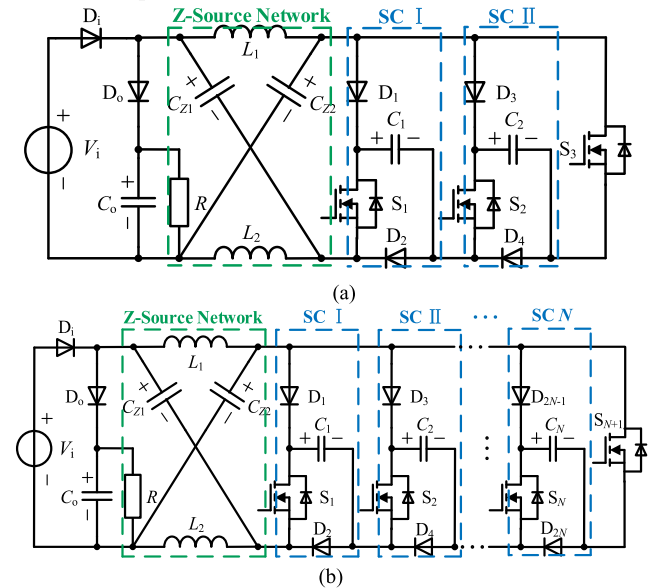 Z-Source Network SC Ⅰ SC Ⅱ
Di L1
Do CZ1 CZ2 D1 D3
+ − + − + C1 − + C2 − S3
+ Vi −
+ Co − R S1 S2
L2 D2 D4
(a)
Z-Source Network SC Ⅰ SC Ⅱ ··· SC N
Di L1
Do CZ1 CZ2 D1 D3 D2N-1
+ − + − + C1 − + C2 − + CN − SN+1
+ Vi −
+ Co − R S1 S2 SN
L2 D2 D4 D2N
(b)